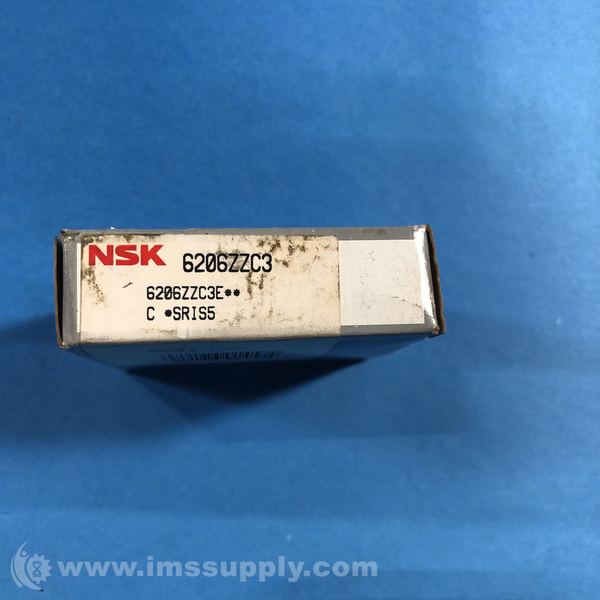 NSK 6206ZZC3
6206ZZC3E**
C *SRIS5
www.imssupply.com